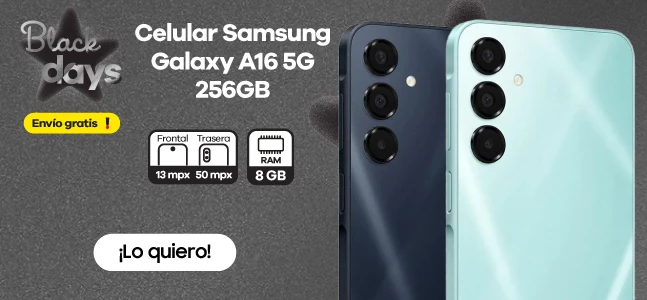 Black
days
Envío gratis !
Celular Samsung
Galaxy A16 5G
256GB
Frontal Trasera
13 mpx 50 mpx
RAM
8 GB
¡Lo quiero!